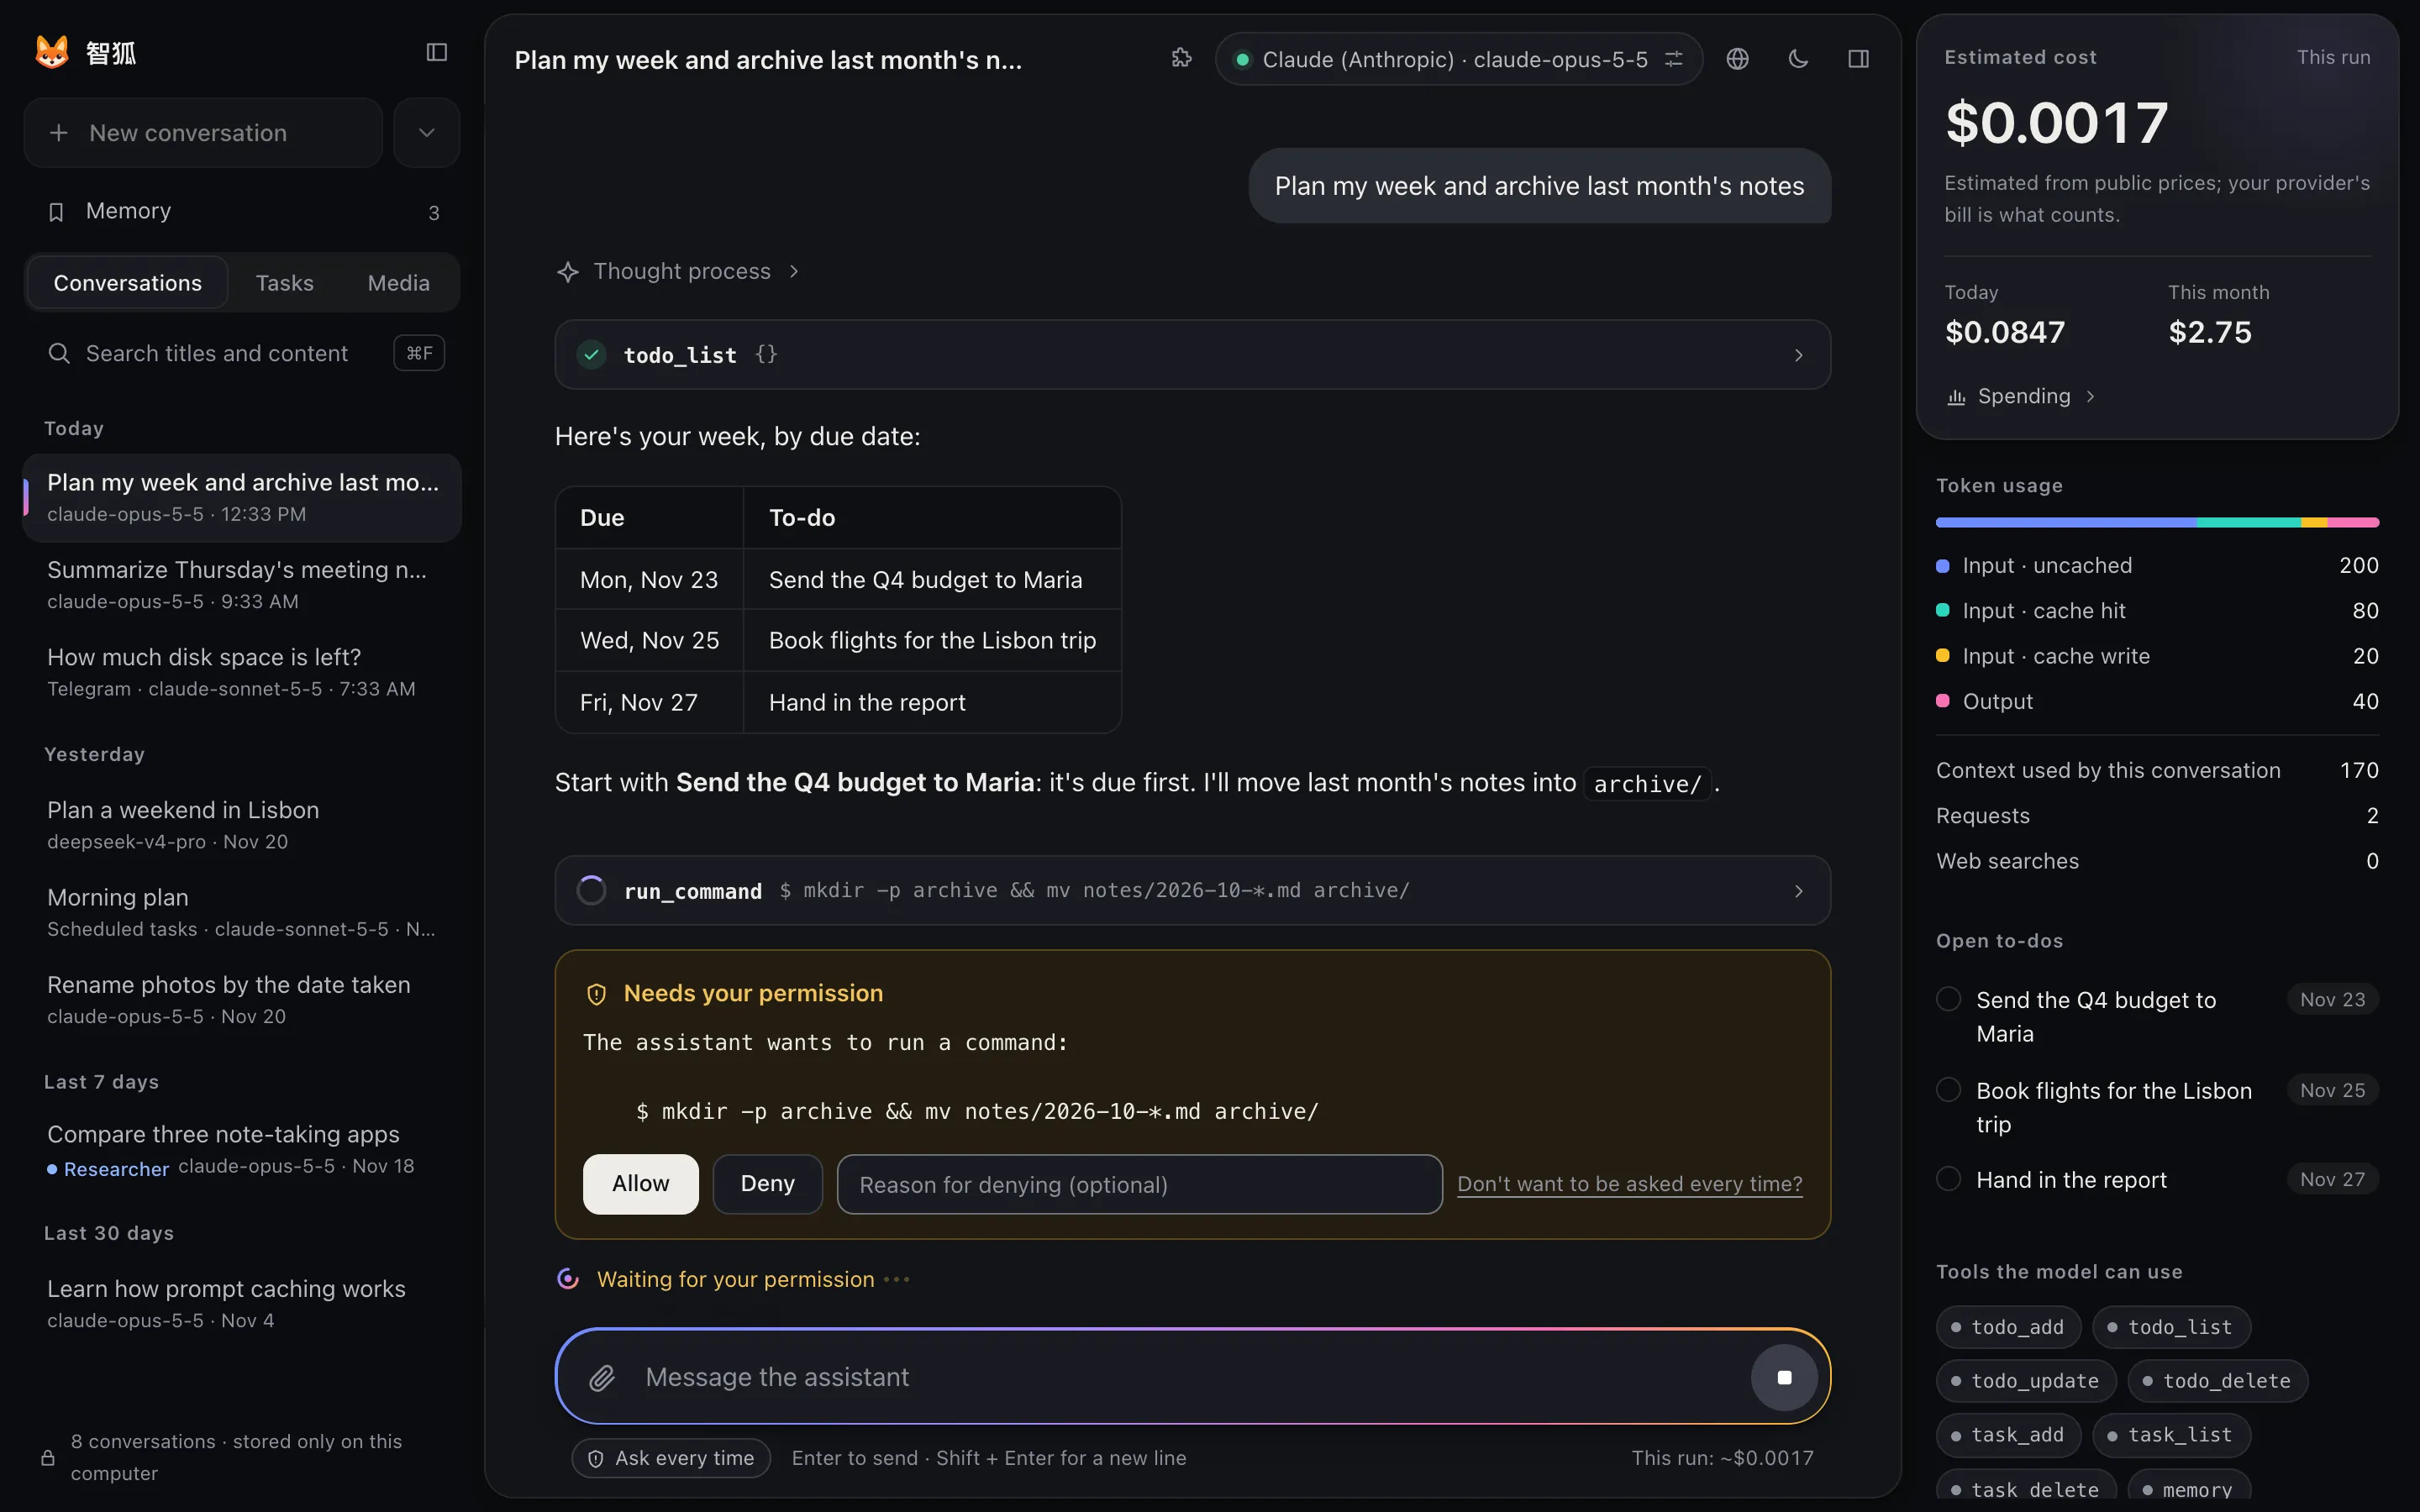 智狐
New conversation
Memory 3
Conversations Tasks Media
Search titles and content ⌘F
Today
Plan my week and archive last mo...
claude-opus-5-5 · 12:33 PM
Summarize Thursday's meeting n...
claude-opus-5-5 · 9:33 AM
How much disk space is left?
Telegram · claude-sonnet-5-5 · 7:33 AM
Yesterday
Plan a weekend in Lisbon
deepseek-v4-pro · Nov 20
Morning plan
Scheduled tasks · claude-sonnet-5-5 · N...
Rename photos by the date taken
claude-opus-5-5 · Nov 20
Last 7 days
Compare three note-taking apps
Researcher claude-opus-5-5 · Nov 18
Last 30 days
Learn how prompt caching works
claude-opus-5-5 · Nov 4
8 conversations · stored only on this
computer
Plan my week and archive last month's n...
Claude (Anthropic) · claude-opus-5-5
Plan my week and archive last month's notes
Thought process
todo_list {}
Here's your week, by due date:
Due To-do
Mon, Nov 23 Send the Q4 budget to Maria
Wed, Nov 25 Book flights for the Lisbon trip
Fri, Nov 27 Hand in the report
Start with Send the Q4 budget to Maria: it's due first. I'll move last month's notes into archive/.
run_command $ mkdir -p archive && mv notes/2026-10-*.md archive/
Needs your permission
The assistant wants to run a command:
$ mkdir -p archive && mv notes/2026-10-*.md archive/
Allow Deny Reason for denying (optional) Don't want to be asked every time?
Waiting for your permission
Message the assistant
Ask every time Enter to send · Shift + Enter for a new line This run: ~$0.0017
Estimated cost This run
$0.0017
Estimated from public prices; your provider's
bill is what counts.
Today This month
$0.0847 $2.75
Spending
Token usage
Input · uncached 200
Input · cache hit 80
Input · cache write 20
Output 40
Context used by this conversation 170
Requests 2
Web searches 0
Open to-dos
Send the Q4 budget to Nov 23
Maria
Book flights for the Lisbon Nov 25
trip
Hand in the report Nov 27
Tools the model can use
todo_add todo_list
todo_update todo_delete
task_add task_list
task_delete memory